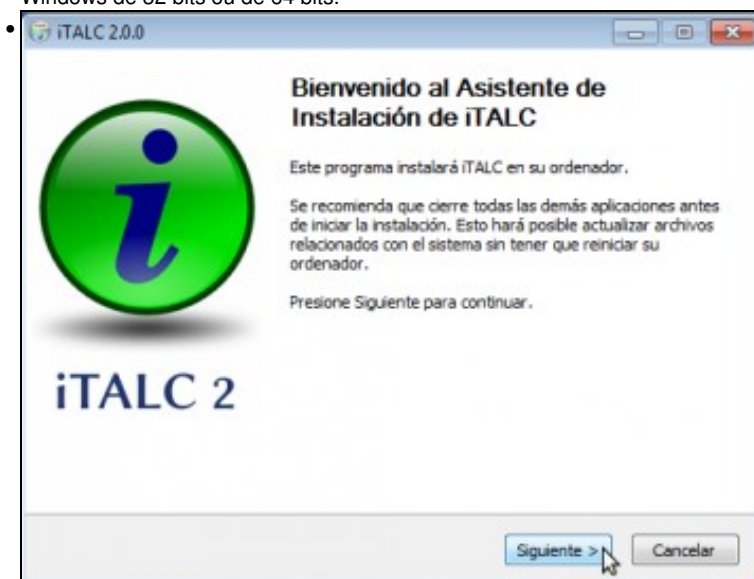 Windows de 32 bits ou de 64 bits.
iTALC 2.0.0
Bienvenido al Asistente de
Instalación de iTALC
Este programa instalará iTALC en su ordenador.
Se recomienda que cierre todas las demás aplicaciones antes
de iniciar la instalación. Esto hará posible actualizar archivos
relacionados con el sistema sin tener que reiniciar su
ordenador.
Presione Siguiente para continuar.
iTALC 2
Siguiente >
Cancelar